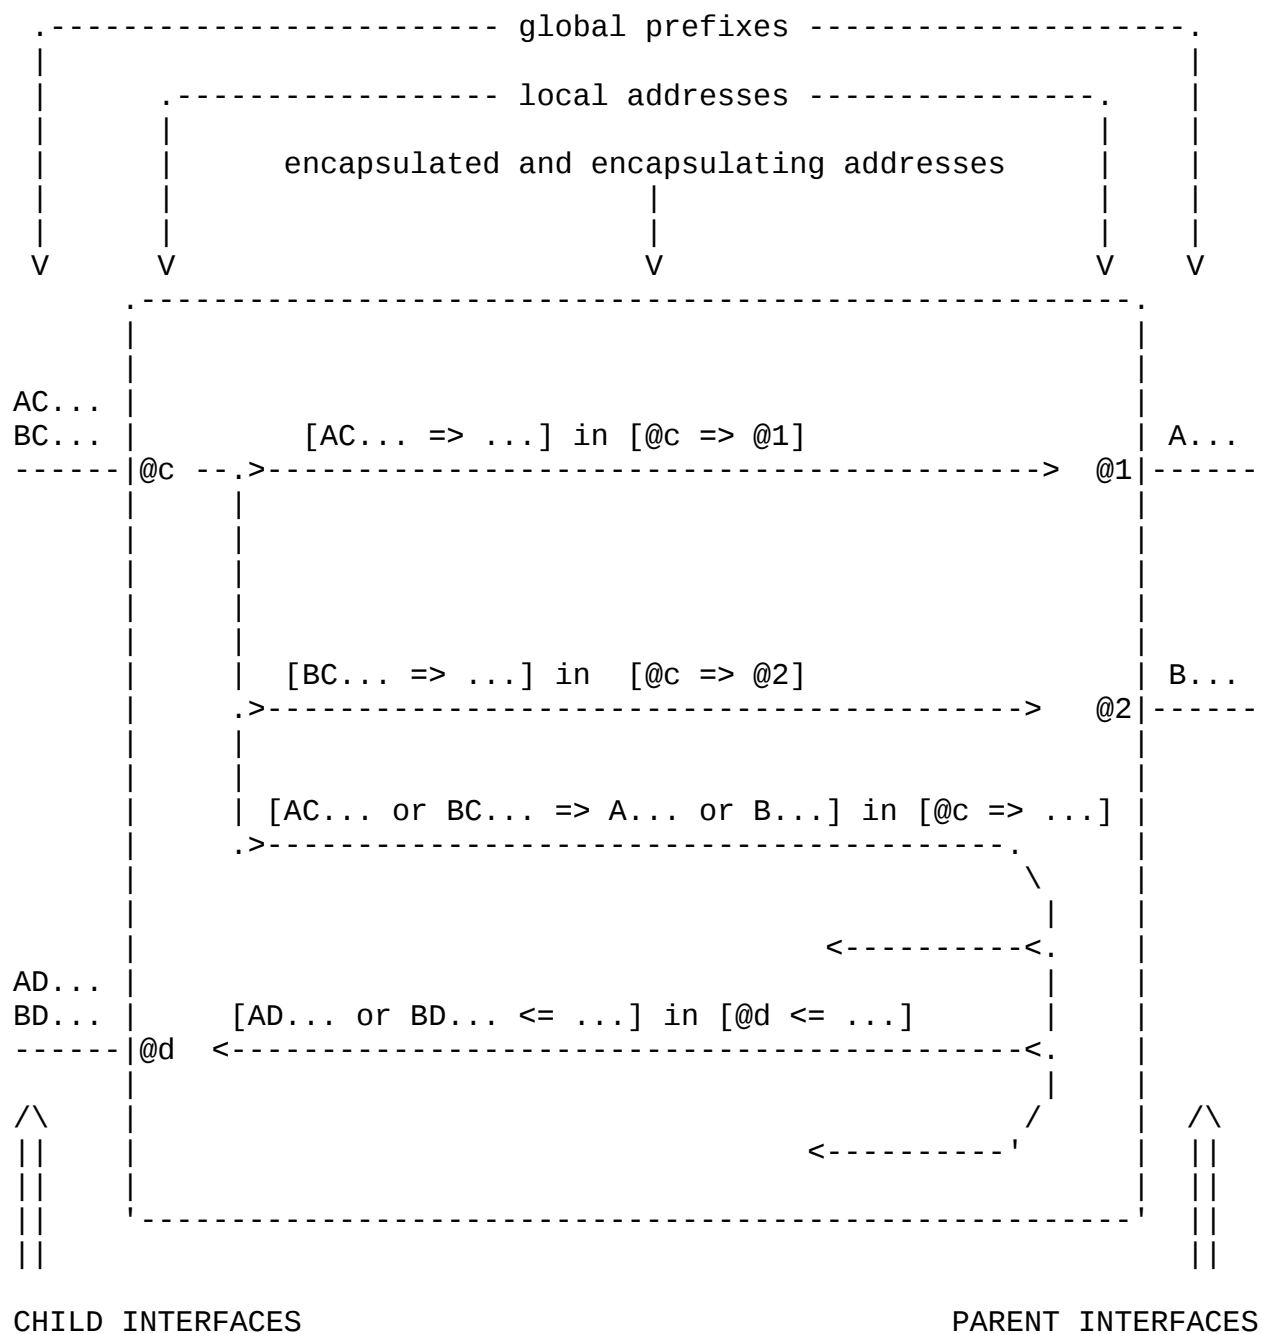 global prefixes
local addresses
encapsulated and encapsulating addresses
V V V V V
AC...
BC... [AC... => ...] in [@c => @1] A...
@c @1
[BC... => ...] in [@c => @2] B...
@2
[AC... or BC... => A... or B...] in [@c => ...]
AD...
BD... [AD... or BD... <= ...] in [@d <= ...]
@d
CHILD INTERFACES PARENT INTERFACES